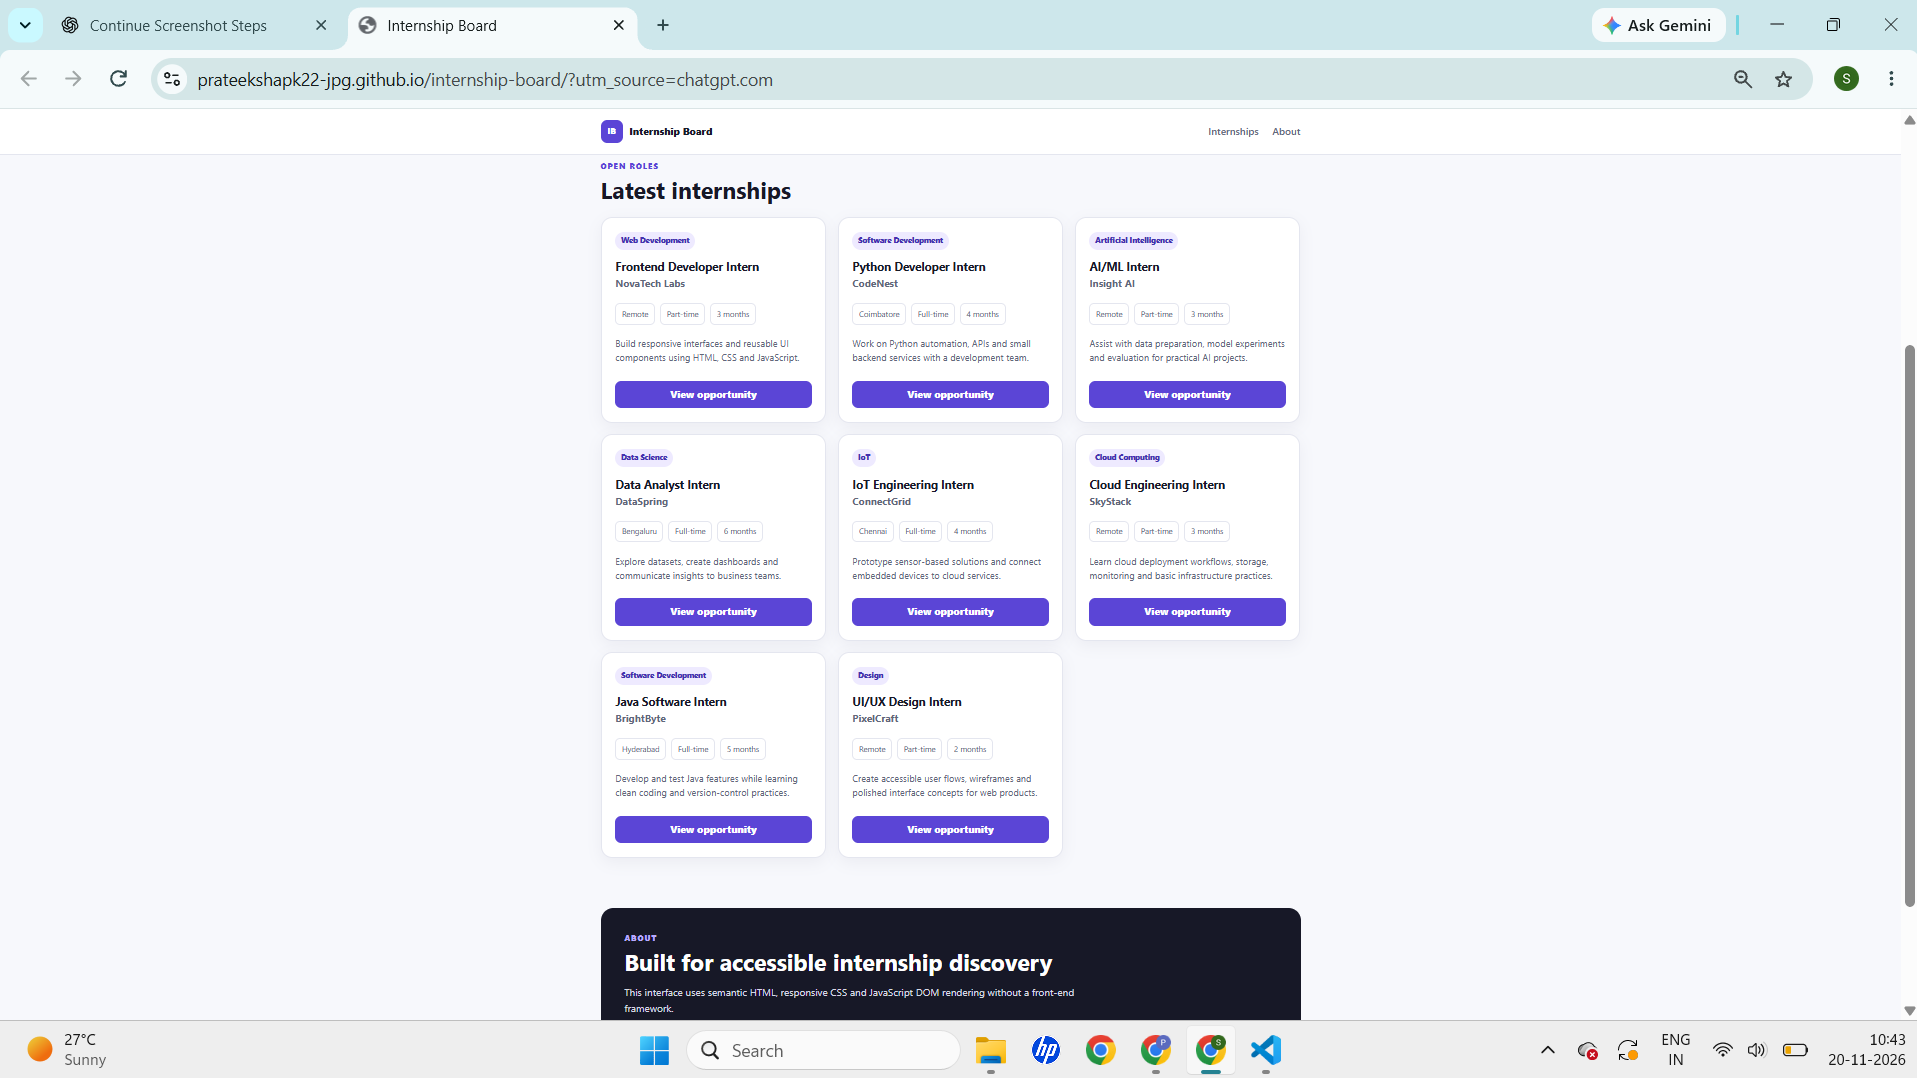 Continue Screenshot Steps
Internship Board
Ask Gemini
prateekshapk22-jpg.github.io/internship-board/?utm_source=chatgpt.com
S
IB Internship Board
Internships About
OPEN ROLES
Latest internships
Web Development
Frontend Developer Intern
NovaTech Labs
Remote Part-time 3 months
Build responsive interfaces and reusable UI
components using HTML, CSS and JavaScript.
View opportunity
Software Development
Python Developer Intern
CodeNest
Coimbatore Full-time 4 months
Work on Python automation, APIs and small
backend services with a development team.
View opportunity
Artificial Intelligence
AI/ML Intern
Insight AI
Remote Part-time 3 months
Assist with data preparation, model experiments
and evaluation for practical AI projects.
View opportunity
Data Science
Data Analyst Intern
DataSpring
Bengaluru Full-time 6 months
Explore datasets, create dashboards and
communicate insights to business teams.
View opportunity
IoT
IoT Engineering Intern
ConnectGrid
Chennai Full-time 4 months
Prototype sensor-based solutions and connect
embedded devices to cloud services.
View opportunity
Cloud Computing
Cloud Engineering Intern
SkyStack
Remote Part-time 3 months
Learn cloud deployment workflows, storage,
monitoring and basic infrastructure practices.
View opportunity
Software Development
Java Software Intern
BrightByte
Hyderabad Full-time 5 months
Develop and test Java features while learning
clean coding and version-control practices.
View opportunity
Design
UI/UX Design Intern
PixelCraft
Remote Part-time 2 months
Create accessible user flows, wireframes and
polished interface concepts for web products.
View opportunity
ABOUT
Built for accessible internship discovery
This interface uses semantic HTML, responsive CSS and JavaScript DOM rendering without a front-end
framework.
27°C
Sunny
Search
hp
P
S
ENG
IN
10:43
20-11-2026